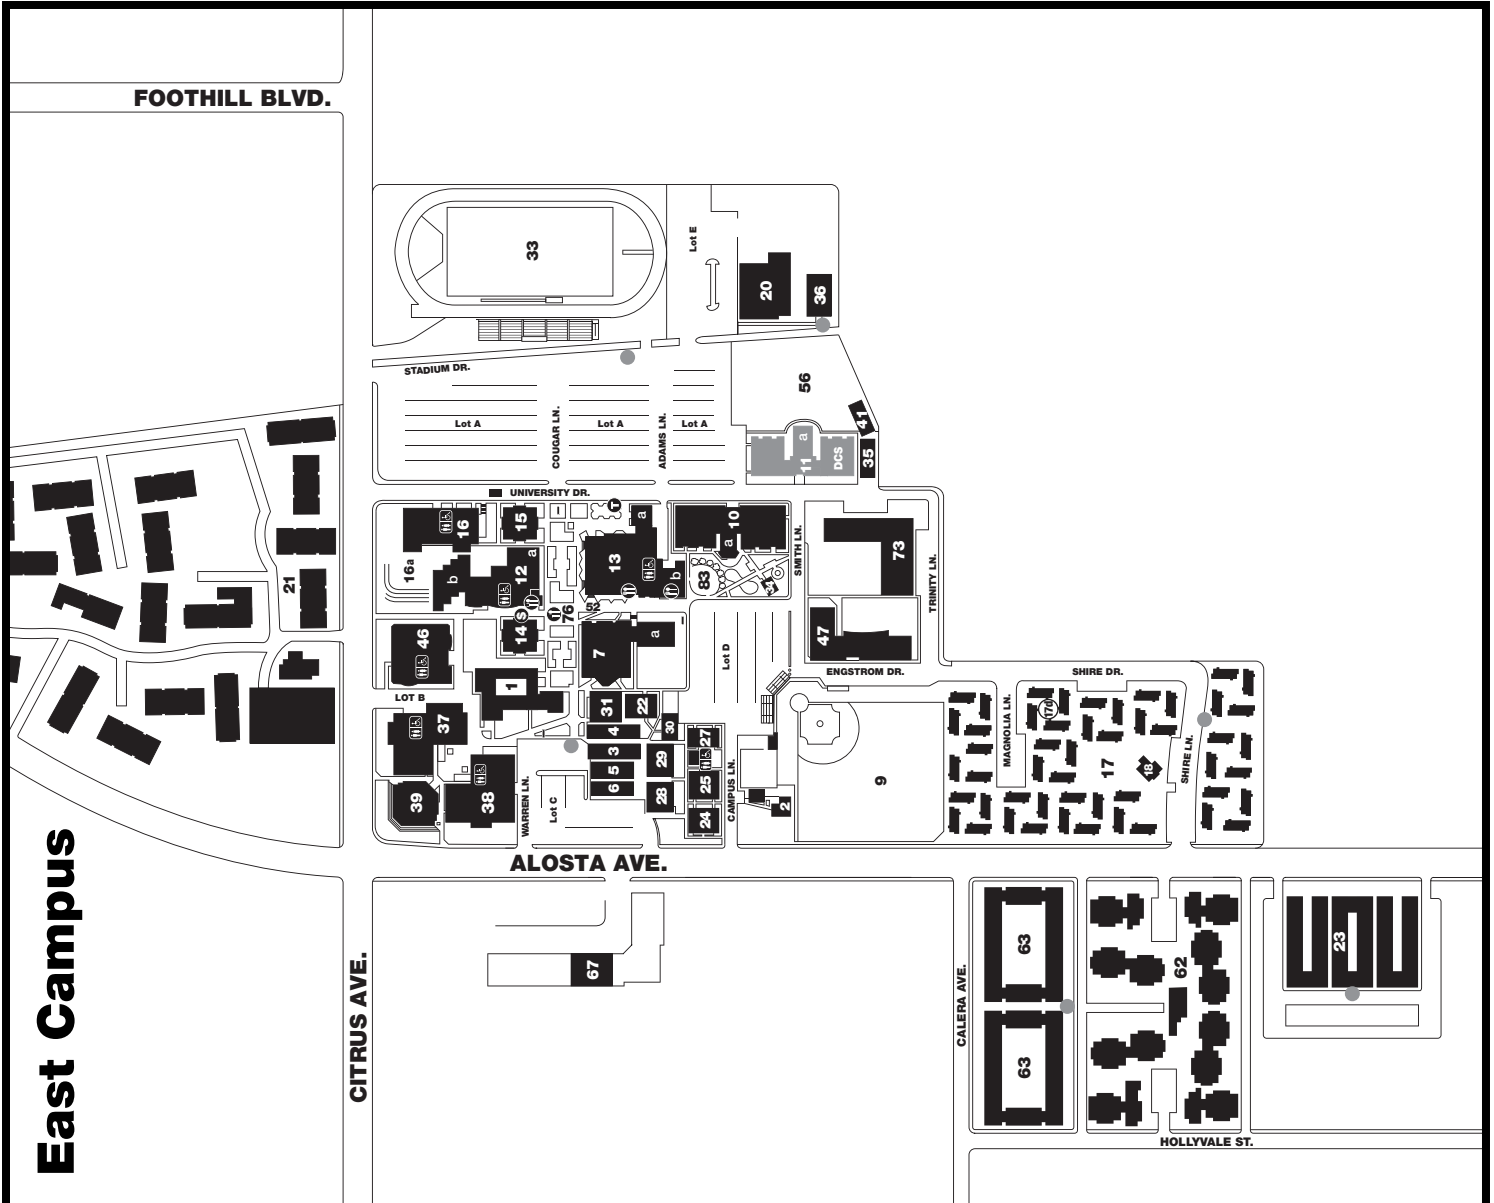 FOOTHILL BLVD.
33
Lot E
20
36
STADIUM DR.
56
Lot A
COUGAR LN.
Lot A
ADAMS LN.
Lot A
41
a
11
DCS
35
UNIVERSITY DR.
16
15
T
a
10
a
SMITH LN.
73
TRINITY LN.
16a
b
12
a
13
b
83
21
S
14
76
52
46
7
a
Lot D
47
ENGSTROM DR.
SHIRE DR.
LOT B
1
31
22
37
4
30
27
MAGNOLIA LN.
17d
3
29
17
18
SHIRE LN.
5
25
9
6
28
39
38
WARREN LN.
Lot C
24
CAMPUS LN.
2
ALOSTA AVE.
East Campus
CITRUS AVE.
67
CALERA AVE.
63
62
23
63
HOLLYVALE ST.